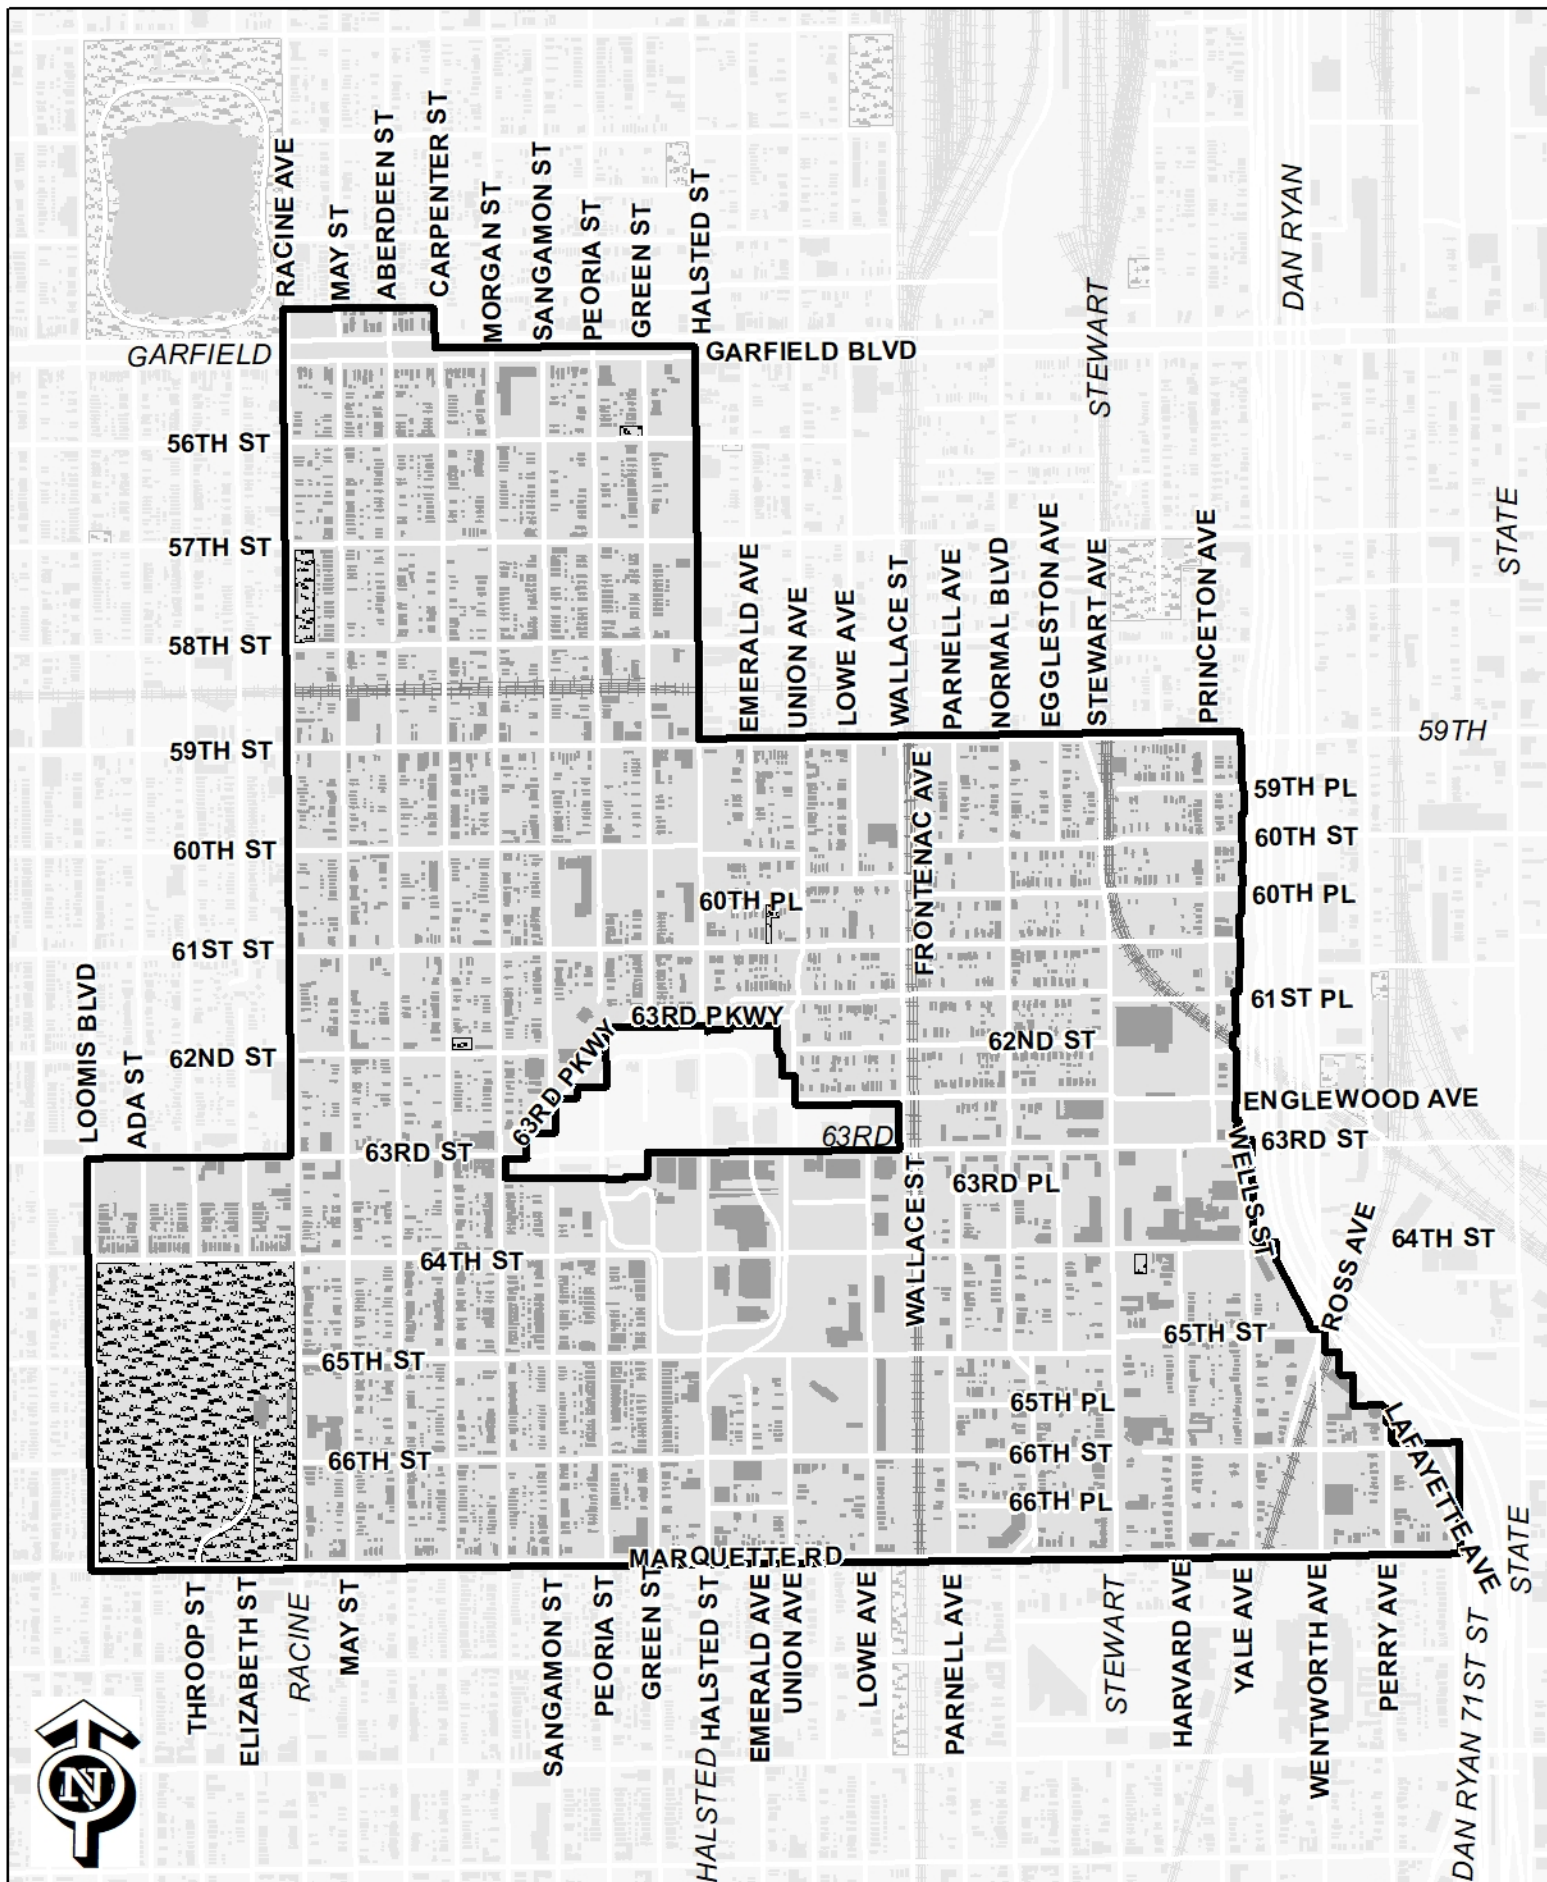 RACINE AVE
MAY ST
ABERDEEN ST
CARPENTER ST
MORGAN ST
SANGAMON ST
PEORIA ST
GREEN ST
HALSTED ST
DAN RYAN
STEWART
GARFIELD
GARFIELD BLVD
56TH ST
57TH ST
58TH ST
59TH ST
60TH ST
61ST ST
62ND ST
STATE
EMERALD AVE
UNION AVE
LOWE AVE
WALLACE ST
PARNELL AVE
NORMAL BLVD
EGGLESTON AVE
STEWART AVE
PRINCETON AVE
59TH
59TH PL
60TH ST
60TH PL
61ST PL
FRONTENAC AVE
60TH PL
LOOMIS BLVD
ADA ST
63RD PKWY
63RD PKWY
62ND ST
ENGLEWOOD AVE
63RD ST
63RD
63RD ST
WELLS ST
63RD PL
WALLACE ST
ROSS AVE
64TH ST
64TH ST
65TH ST
65TH ST
65TH PL
66TH ST
66TH ST
66TH PL
LAFAYETTE AVE
MARQUETTE RD
STATE
THROOP ST
ELIZABETH ST
RACINE
MAY ST
SANGAMON ST
PEORIA ST
GREEN ST
HALSTED
HALSTED ST
EMERALD AVE
UNION AVE
LOWE AVE
PARNELL AVE
STEWART
HARVARD AVE
YALE AVE
WENTWORTH AVE
PERRY AVE
DAN RYAN 71ST ST
N